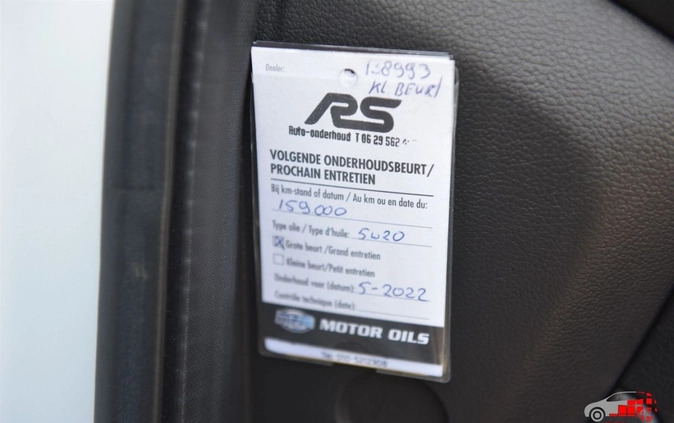 Dealer:
138993
KL. BEURT
RS
Auto-onderhoud T 06 29 562
VOLGENDE ONDERHOUDSBEURT/
PROCHAIN ENTRETIEN
Bij km-stand of datum / Au km ou en date du:
159000
Type olie / Type d'huile: 5W20
Grote beurt /Grand entretien
Kleine beurt/Petit entretien
Onderhoud voor (datum): 5-2022
Contrôle technique (date):
MOTOR OILS